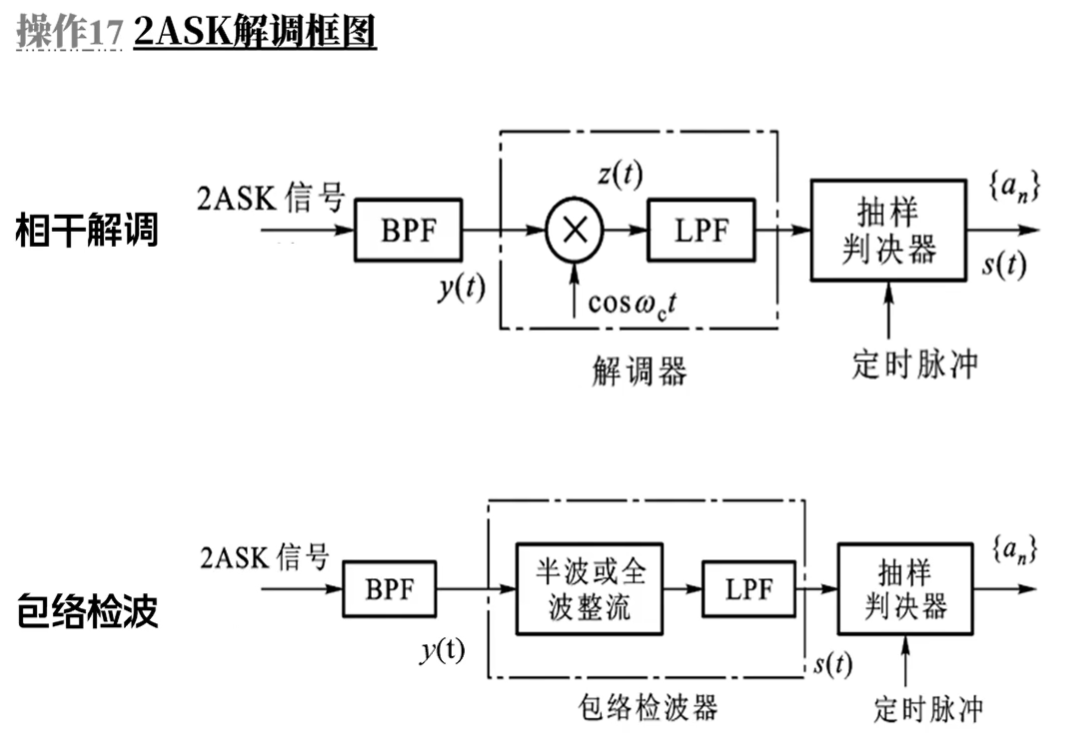 操作17 2ASK解调框图
相干解调
2ASK 信号
BPF
y(t)
z(t)
×
cosω_c t
LPF
解调器
抽样
判决器
定时脉冲
{a_n}
s(t)
包络检波
2ASK 信号
BPF
y(t)
半波或全
波整流
LPF
包络检波器
s(t)
抽样
判决器
定时脉冲
{a_n}